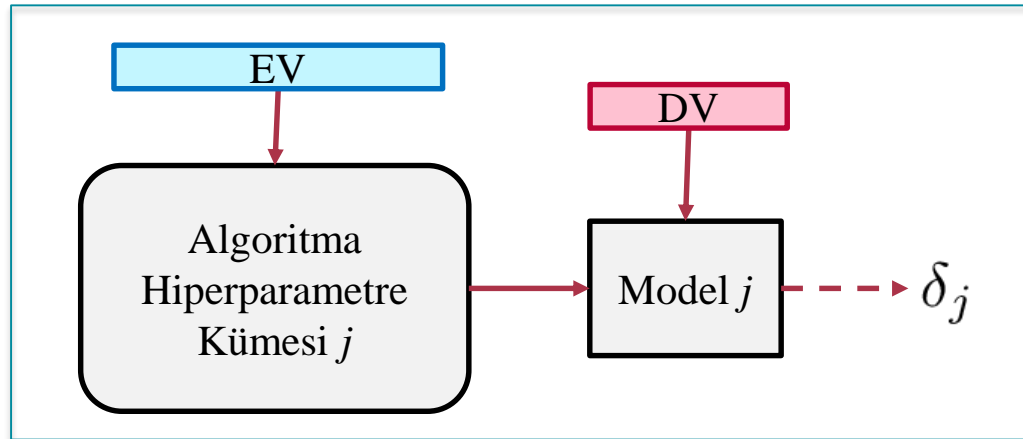 EV
DV
Algoritma
Hiperparametre
Kümesi j
Model j
δj